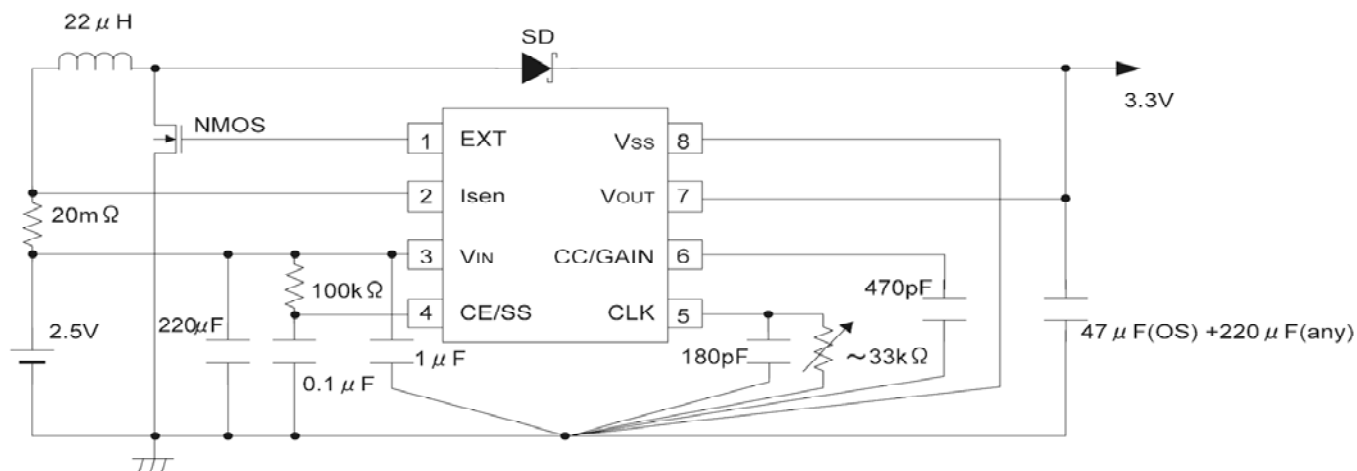 22μH
SD
3.3V
NMOS
1 EXT
Vss 8
2 Isen
VOUT 7
20mΩ
3 VIN
CC/GAIN 6
100kΩ
470pF
4 CE/SS
CLK 5
2.5V
220μF
1μF
180pF
~33kΩ
47μF(OS) +220μF(any)
0.1μF